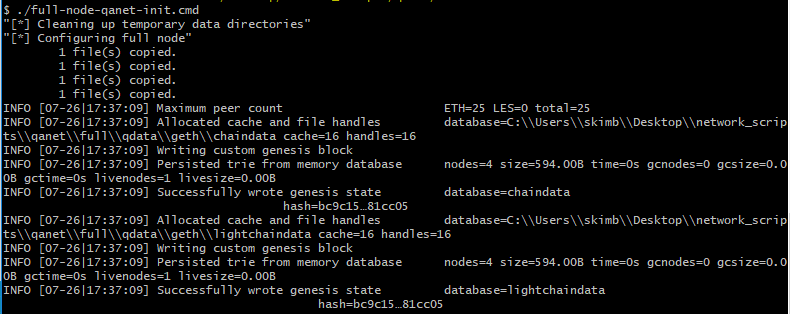 $ ./full-node-qanet-init.cmd
"[*] Cleaning up temporary data directories"
"[*] Configuring full node"
        1 file(s) copied.
        1 file(s) copied.
        1 file(s) copied.
        1 file(s) copied.
INFO [07-26|17:37:09] Maximum peer count                       ETH=25 LES=0 total=25
INFO [07-26|17:37:09] Allocated cache and file handles         database=C:\\Users\\skimb\\Desktop\\network_scrip
ts\\qanet\\full\\qdata\\geth\\chaindata cache=16 handles=16
INFO [07-26|17:37:09] Writing custom genesis block
INFO [07-26|17:37:09] Persisted trie from memory database      nodes=4 size=594.00B time=0s gcnodes=0 gcsize=0.0
0B gctime=0s livenodes=1 livesize=0.00B
INFO [07-26|17:37:09] Successfully wrote genesis state         database=chaindata
                                        hash=bc9c15…81cc05
INFO [07-26|17:37:09] Allocated cache and file handles         database=C:\\Users\\skimb\\Desktop\\network_scrip
ts\\qanet\\full\\qdata\\geth\\lightchaindata cache=16 handles=16
INFO [07-26|17:37:09] Writing custom genesis block
INFO [07-26|17:37:09] Persisted trie from memory database      nodes=4 size=594.00B time=0s gcnodes=0 gcsize=0.0
0B gctime=0s livenodes=1 livesize=0.00B
INFO [07-26|17:37:09] Successfully wrote genesis state         database=lightchaindata
                                             hash=bc9c15…81cc05